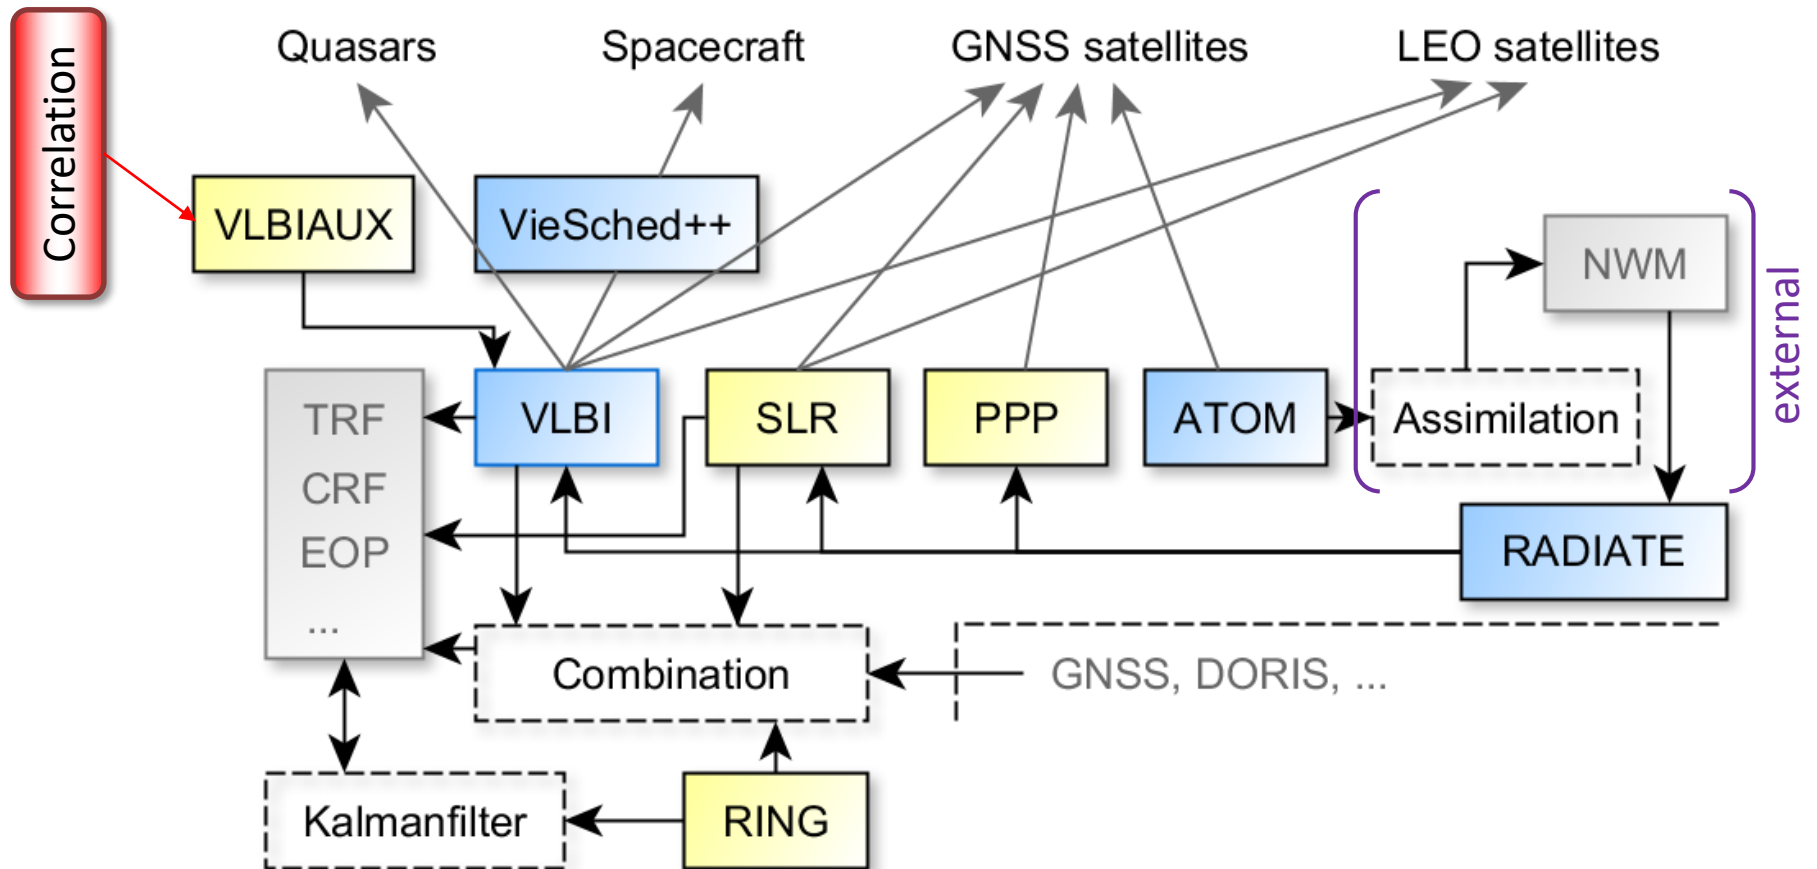 Correlation
Quasars
Spacecraft
GNSS satellites
LEO satellites
VLBIAUX
VieSched++
NWM
external
TRF
CRF
EOP
...
VLBI
SLR
PPP
ATOM
Assimilation
RADIATE
Combination
GNSS, DORIS, ...
Kalmanfilter
RING